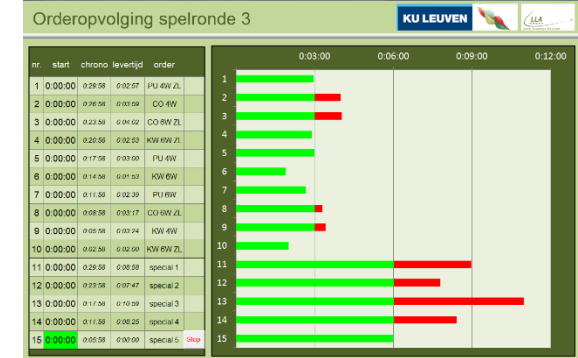 Orderopvolging spelronde 3
KU LEUVEN
LLA
nr. start chrono levertijd order
1 0:00:00 0:29:58 0:02:57 PU 4W ZL
2 0:00:00 0:26:58 0:03:59 CO 4W
3 0:00:00 0:23:58 0:04:02 CO 6W ZL
4 0:00:00 0:20:58 0:02:53 KW 6W ZL
5 0:00:00 0:17:58 0:03:00 PU 4W
6 0:00:00 0:14:58 0:01:53 KW 6W
7 0:00:00 0:11:58 0:02:39 PU 6W
8 0:00:00 0:08:58 0:03:17 CO 6W ZL
9 0:00:00 0:05:58 0:03:24 KW 4W
10 0:00:00 0:02:58 0:02:00 KW 6W ZL
11 0:00:00 0:29:58 0:08:58 special 1
12 0:00:00 0:23:58 0:07:47 special 2
13 0:00:00 0:17:58 0:10:59 special 3
14 0:00:00 0:11:58 0:08:25 special 4
15 0:00:00 0:05:58 0:00:00 special 5 Stop
0:03:00 0:06:00 0:09:00 0:12:00
1
2
3
4
5
6
7
8
9
10
11
12
13
14
15